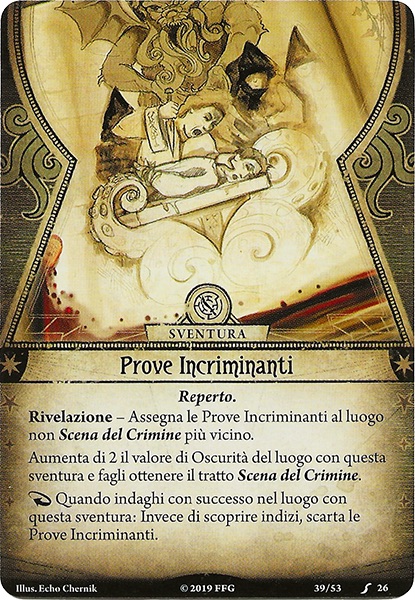 SVENTURA
Prove Incriminanti
Reperto.
Rivelazione – Assegna le Prove Incriminanti al luogo
non Scena del Crimine più vicino.
Aumenta di 2 il valore di Oscurità del luogo con questa
sventura e fagli ottenere il tratto Scena del Crimine.
Quando indaghi con successo nel luogo con
questa sventura: Invece di scoprire indizi, scarta le
Prove Incriminanti.
Illus. Echo Chernik © 2019 FFG 39/53 26